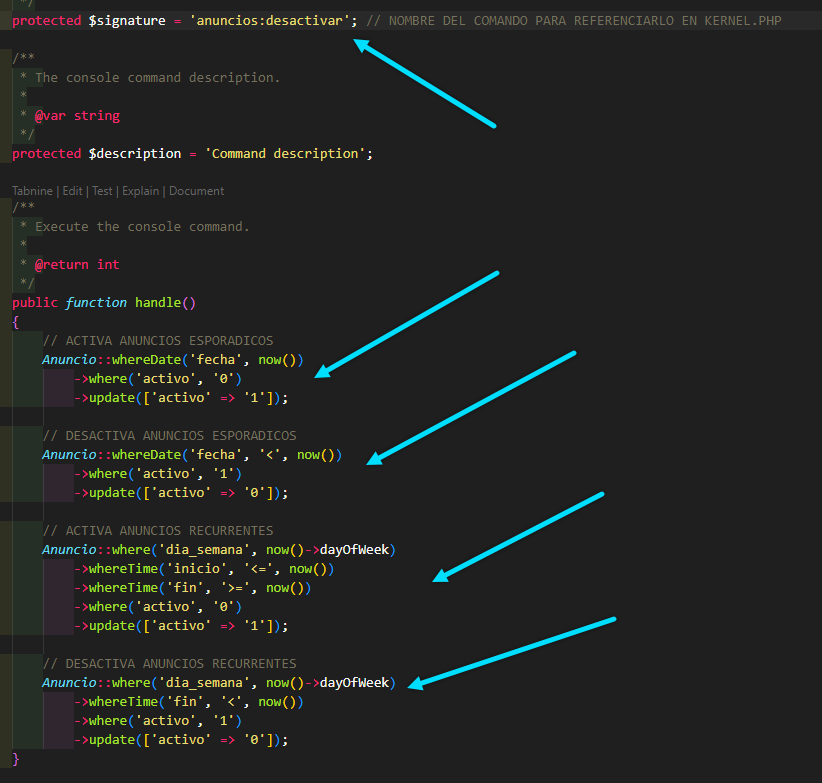 */
protected $signature = 'anuncios:desactivar'; // NOMBRE DEL COMANDO PARA REFERENCIARLO EN KERNEL.PHP
/**
* The console command description.
*
* @var string
*/
protected $description = 'Command description';
Tabnine | Edit | Test | Explain | Document
/**
* Execute the console command.
*
* @return int
*/
public function handle()
{
// ACTIVA ANUNCIOS ESPORADICOS
Anuncio::whereDate('fecha', now())
->where('activo', '0')
->update(['activo' => '1']);
// DESACTIVA ANUNCIOS ESPORADICOS
Anuncio::whereDate('fecha', '<', now())
->where('activo', '1')
->update(['activo' => '0']);
// ACTIVA ANUNCIOS RECURRENTES
Anuncio::where('dia_semana', now()->dayOfWeek)
->whereTime('inicio', '<=', now())
->whereTime('fin', '>=', now())
->where('activo', '0')
->update(['activo' => '1']);
// DESACTIVA ANUNCIOS RECURRENTES
Anuncio::where('dia_semana', now()->dayOfWeek)
->whereTime('fin', '<', now())
->where('activo', '1')
->update(['activo' => '0']);
}